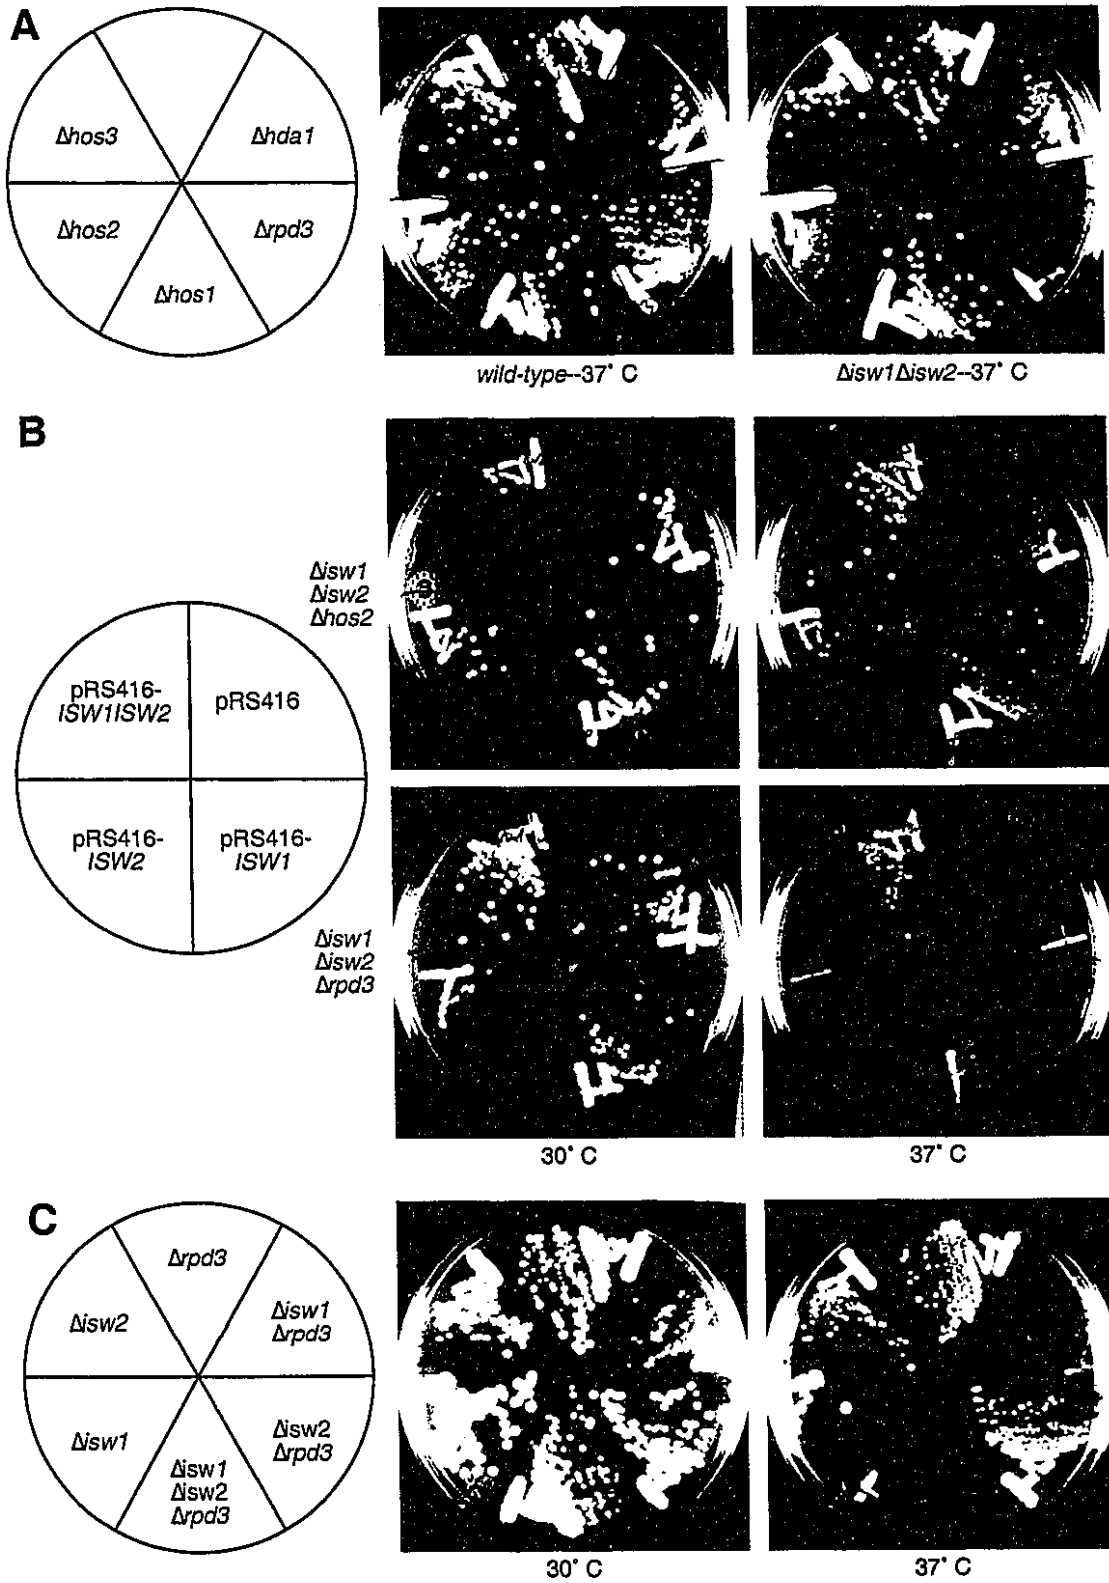 A
Δhos3
Δhda1
Δhos2
Δrpd3
Δhos1
wild-type--37° C
Δisw1Δisw2--37° C
B
Δisw1
Δisw2
Δhos2
pRS416-
ISW1ISW2
pRS416
pRS416-
ISW2
pRS416-
ISW1
Δisw1
Δisw2
Δrpd3
30° C
37° C
C
Δrpd3
Δisw2
Δisw1
Δrpd3
Δisw1
Δisw2
Δrpd3
Δisw1
Δisw2
Δrpd3
30° C
37° C